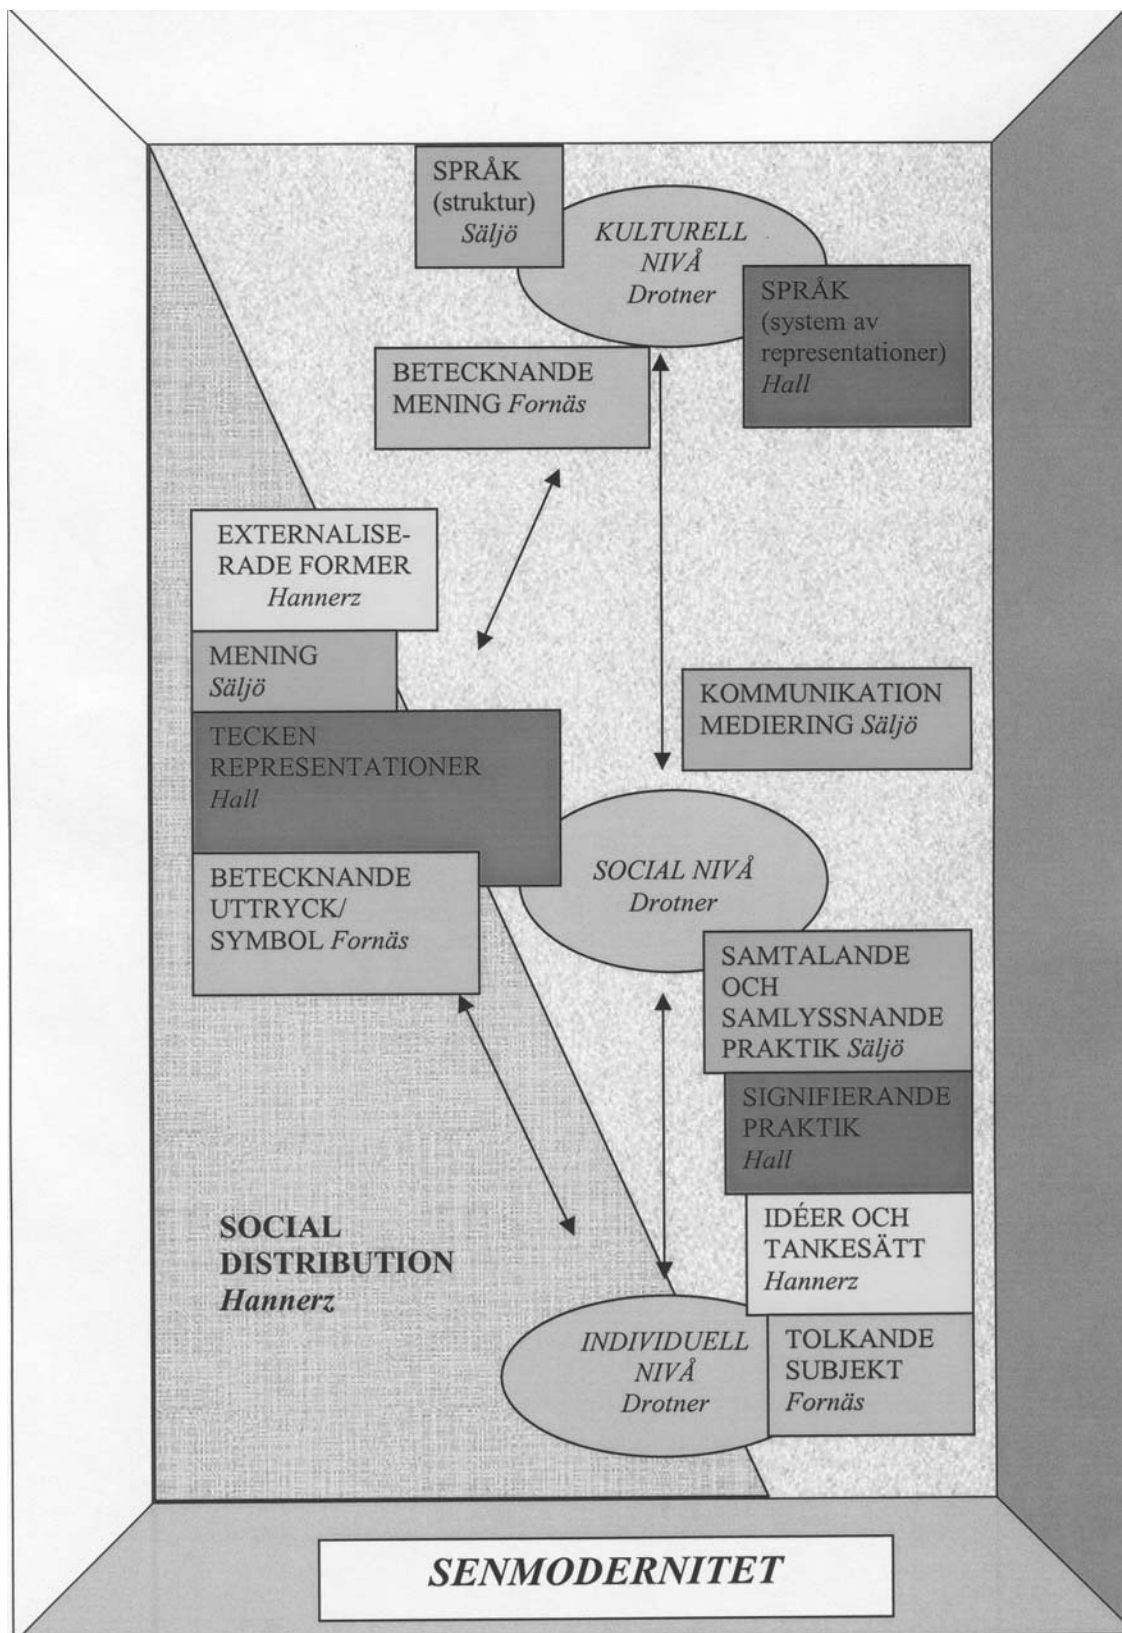 SPRÅK
(struktur)
Säljö
KULTURELL
NIVÅ
Drotner
SPRÅK
(system av
representationer)
Hall
BETECKNANDE
MENING Fornäs
EXTERNALISE-
RADE FORMER
Hannerz
MENING
Säljö
KOMMUNIKATION
MEDIERING Säljö
TECKEN
REPRESENTATIONER
Hall
SOCIAL NIVÅ
Drotner
BETECKNANDE
UTTRYCK/
SYMBOL Fornäs
SAMTALANDE
OCH
SAMLYSSNANDE
PRAKTIK Säljö
SIGNIFIERANDE
PRAKTIK
Hall
IDÉER OCH
TANKESÄTT
Hannerz
SOCIAL
DISTRIBUTION
Hannerz
INDIVIDUELL
NIVÅ
Drotner
TOLKANDE
SUBJEKT
Fornäs
SENMODERNITET